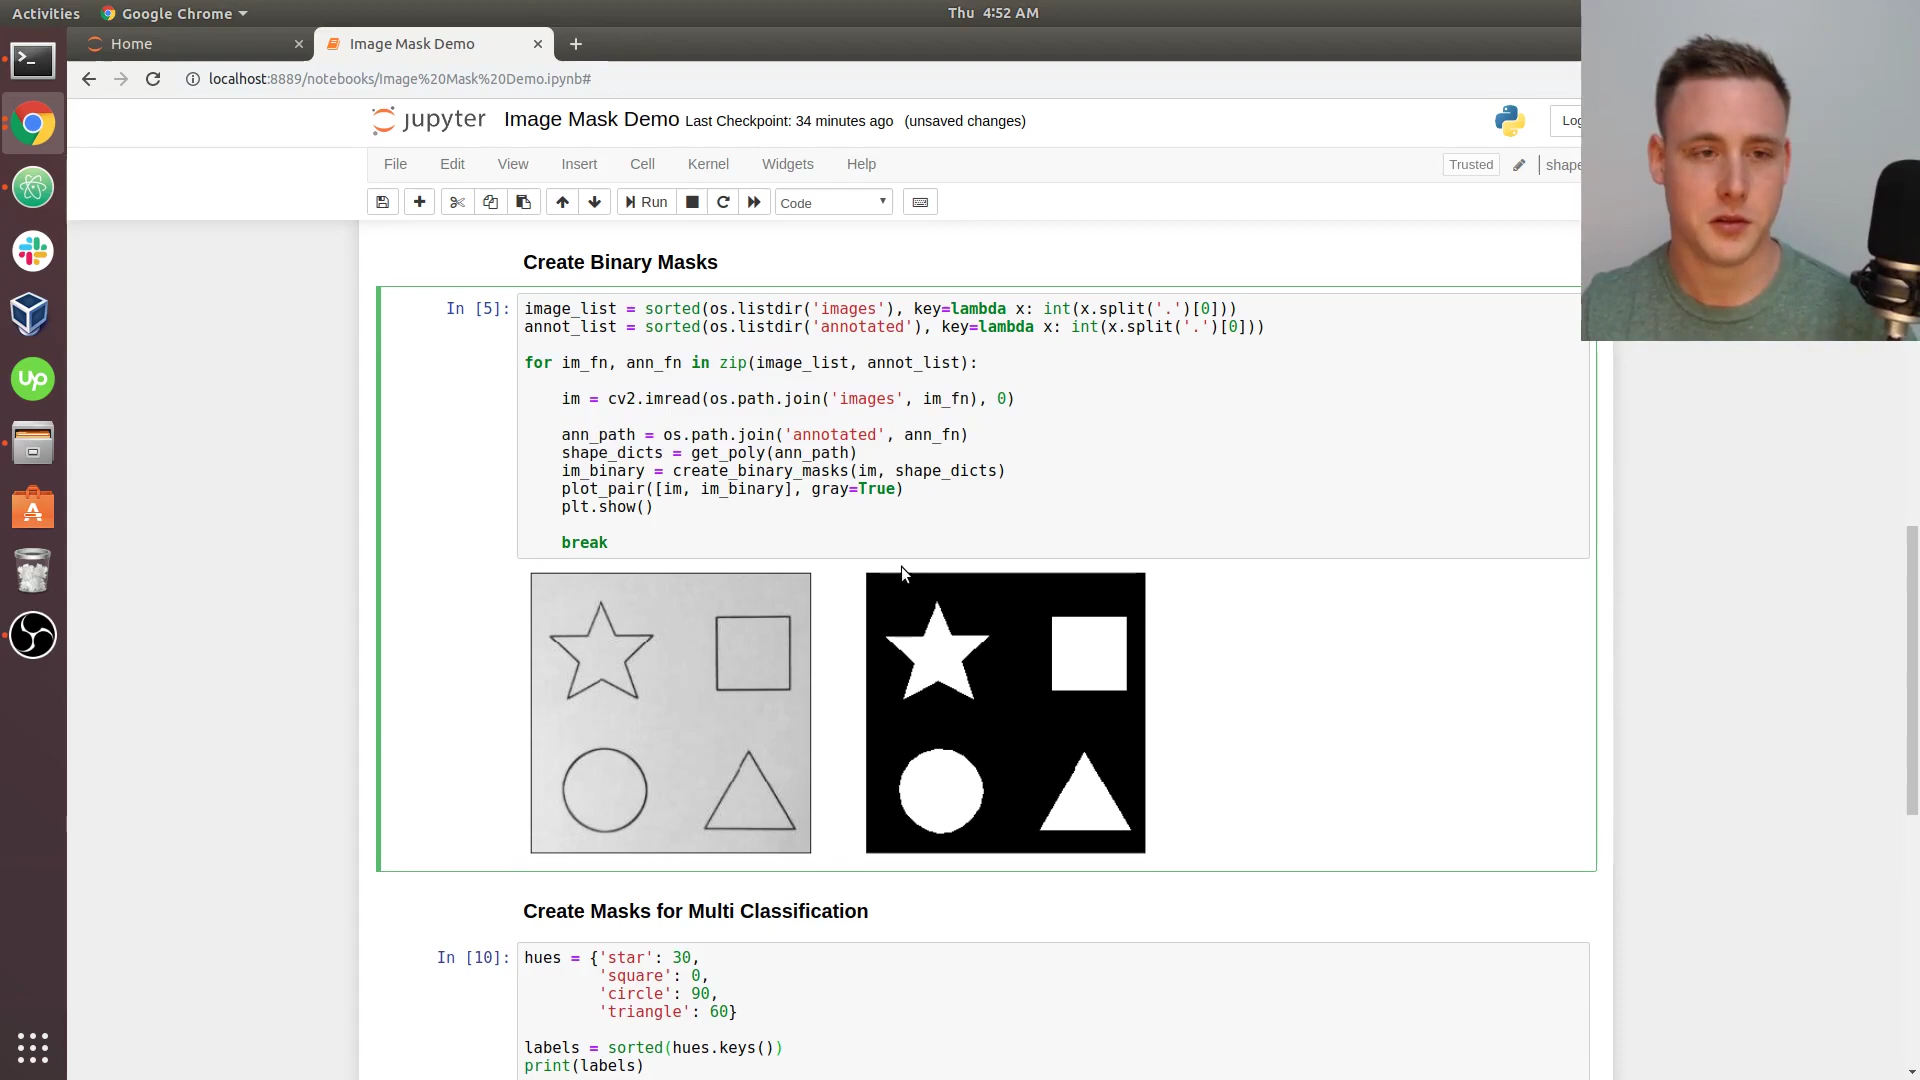 Activities
Google Chrome
Thu 4:52 AM
Home
Image Mask Demo
localhost:8889/notebooks/Image%20Mask%20Demo.ipynb#
jupyter
Image Mask Demo
Last Checkpoint: 34 minutes ago
(unsaved changes)
Log
File
Edit
View
Insert
Cell
Kernel
Widgets
Help
Trusted
shape
Run
Code
Create Binary Masks
In [5]:
image_list = sorted(os.listdir('images'), key=lambda x: int(x.split('.')[0]))
annot_list = sorted(os.listdir('annotated'), key=lambda x: int(x.split('.')[0]))
for im_fn, ann_fn in zip(image_list, annot_list):
im = cv2.imread(os.path.join('images', im_fn), 0)
ann_path = os.path.join('annotated', ann_fn)
shape_dicts = get_poly(ann_path)
im_binary = create_binary_masks(im, shape_dicts)
plot_pair([im, im_binary], gray=True)
plt.show()
break
Create Masks for Multi Classification
In [10]:
hues = {'star': 30,
'square': 0,
'circle': 90,
'triangle': 60}
labels = sorted(hues.keys())
print(labels)
Up